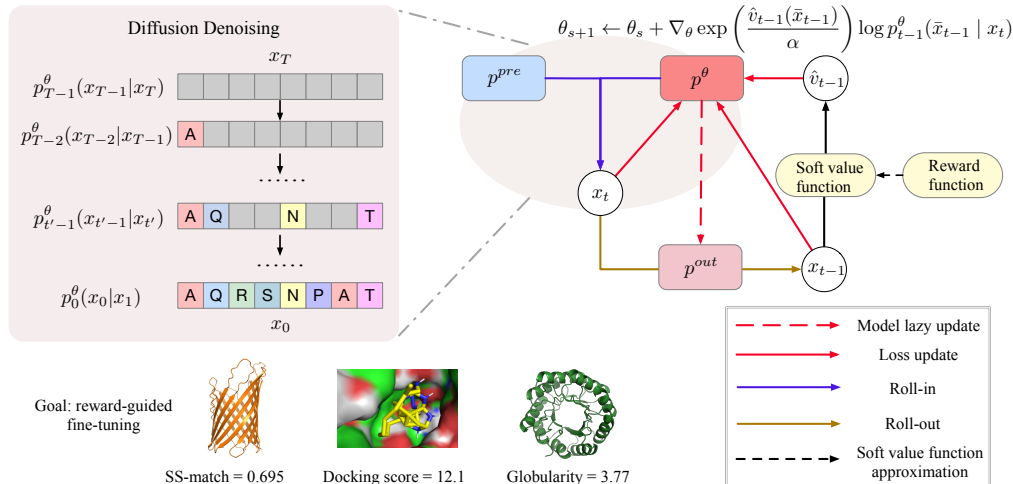 Diffusion Denoising
x_T
p^θ_{T−1}(x_{T−1}|x_T)
p^θ_{T−2}(x_{T−2}|x_{T−1})
A
......
p^θ_{t′−1}(x_{t′−1}|x_{t′})
A Q N T
......
p^θ_0(x_0|x_1)
A Q R S N P A T
x_0
θ_{s+1} ← θ_s + ∇_θ exp(v̂_{t−1}(x̄_{t−1})/α) log p^θ_{t−1}(x̄_{t−1} | x_t)
p^{pre}
p^θ
v̂_{t−1}
Soft value
function
Reward
function
x_t
p^{out}
x_{t−1}
Model lazy update
Loss update
Roll-in
Roll-out
Soft value function
approximation
Goal: reward-guided
fine-tuning
SS-match = 0.695
Docking score = 12.1
Globularity = 3.77